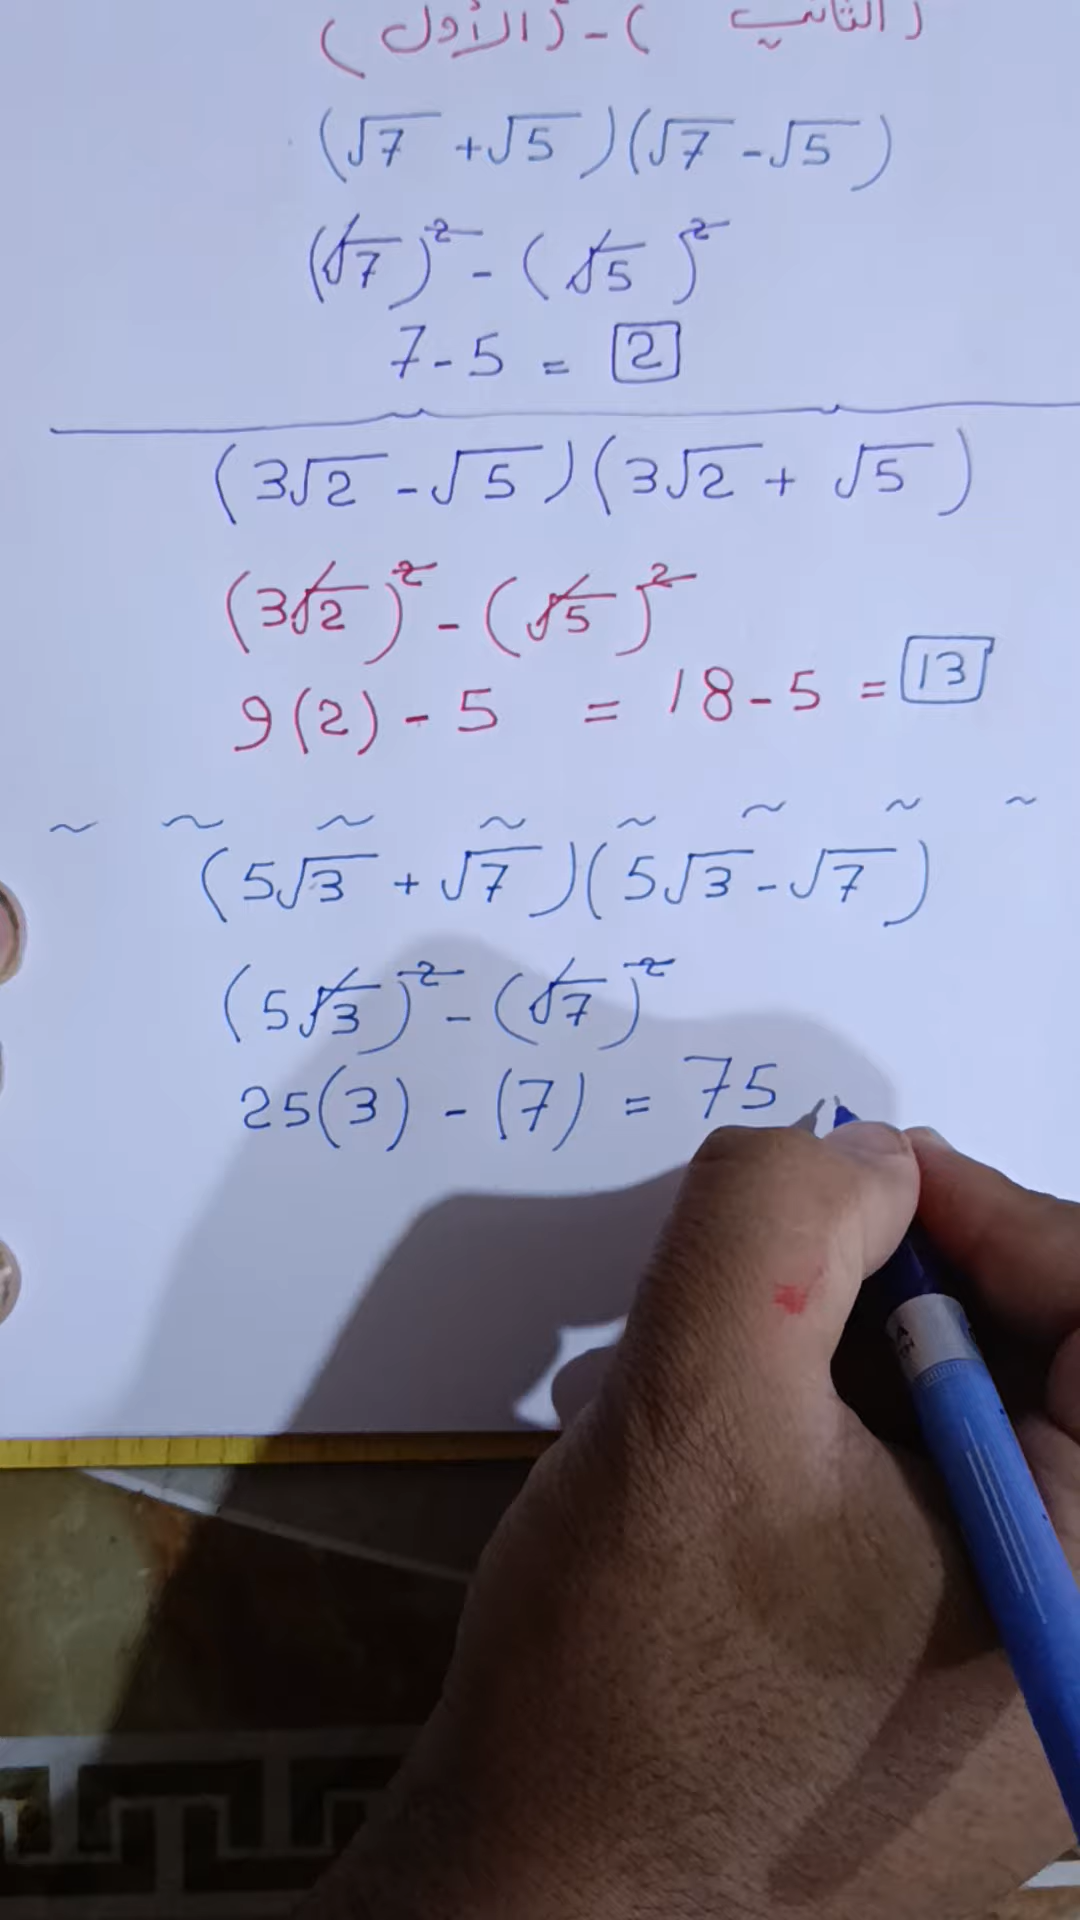 (الأول) - (الثاني)
(√7 + √5)(√7 - √5)
(√7)² - (√5)²
7 - 5 = 2
(3√2 - √5)(3√2 + √5)
(3√2)² - (√5)²
9(2) - 5 = 18 - 5 = 13
~ ~ ~ ~ ~ ~ ~ ~
(5√3 + √7)(5√3 - √7)
(5√3)² - (√7)²
25(3) - (7) = 75